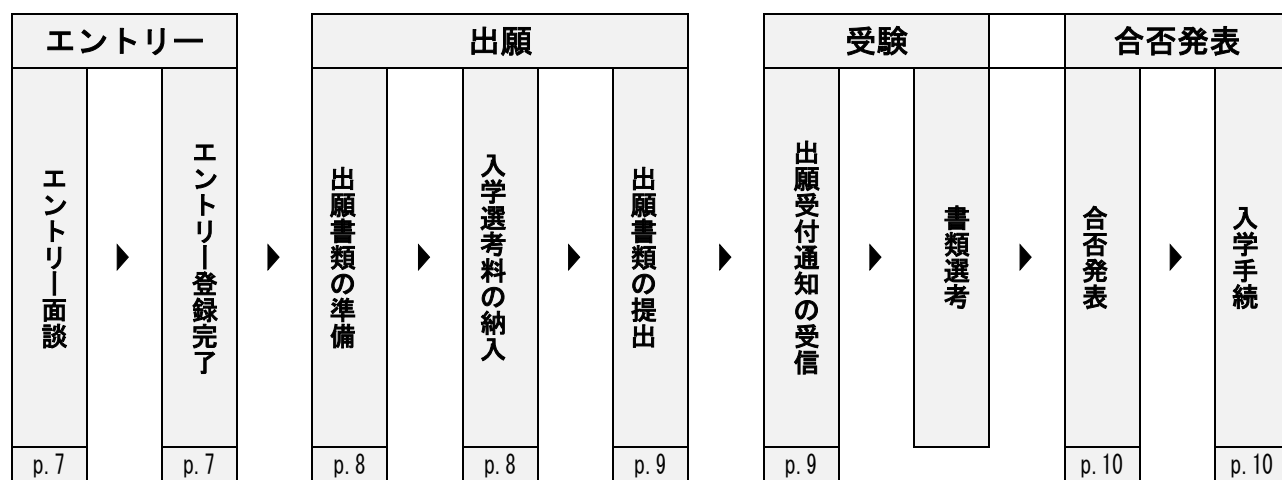 エントリー
出願
受験
合否発表
エントリー面談
エントリー登録完了
出願書類の準備
入学選考料の納入
出願書類の提出
出願受付通知の受信
書類選考
合否発表
入学手続
p. 7
p. 7
p. 8
p. 8
p. 9
p. 9
p. 10
p. 10